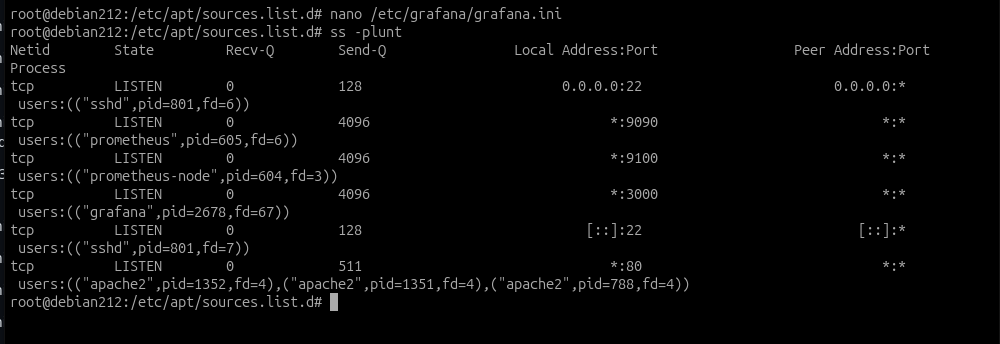 root@debian212:/etc/apt/sources.list.d# nano /etc/grafana/grafana.ini
root@debian212:/etc/apt/sources.list.d# ss -plunt
Netid State Recv-Q Send-Q Local Address:Port Peer Address:Port
Process
tcp LISTEN 0 128 0.0.0.0:22 0.0.0.0:*
users:(("sshd",pid=801,fd=6))
tcp LISTEN 0 4096 *:9090 *:*
users:(("prometheus",pid=605,fd=6))
tcp LISTEN 0 4096 *:9100 *:*
users:(("prometheus-node",pid=604,fd=3))
tcp LISTEN 0 4096 *:3000 *:*
users:(("grafana",pid=2678,fd=67))
tcp LISTEN 0 128 [::]:22 [::]:*
users:(("sshd",pid=801,fd=7))
tcp LISTEN 0 511 *:80 *:*
users:(("apache2",pid=1352,fd=4),("apache2",pid=1351,fd=4),("apache2",pid=788,fd=4))
root@debian212:/etc/apt/sources.list.d#